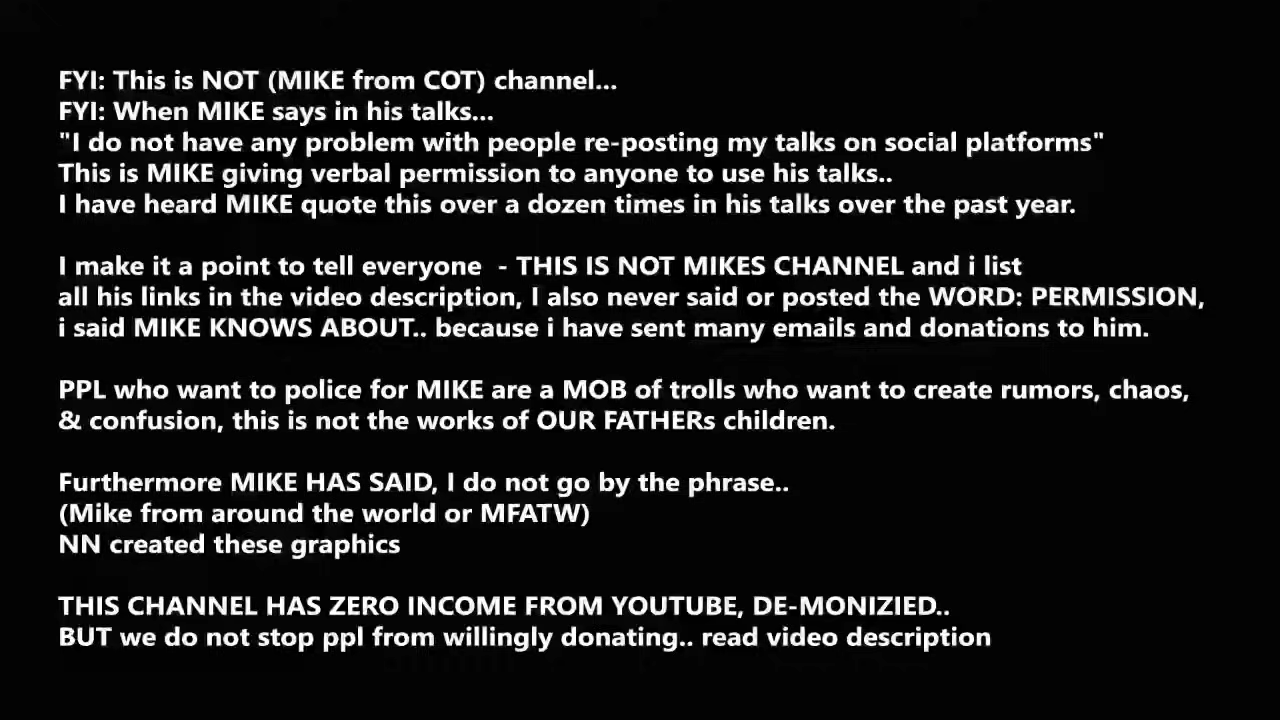 FYI: This is NOT (MIKE from COT) channel...
FYI: When MIKE says in his talks...
"I do not have any problem with people re-posting my talks on social platforms"
This is MIKE giving verbal permission to anyone to use his talks..
I have heard MIKE quote this over a dozen times in his talks over the past year.
I make it a point to tell everyone  - THIS IS NOT MIKES CHANNEL and i list
all his links in the video description, I also never said or posted the WORD: PERMISSION,
i said MIKE KNOWS ABOUT.. because i have sent many emails and donations to him.
PPL who want to police for MIKE are a MOB of trolls who want to create rumors, chaos,
& confusion, this is not the works of OUR FATHERs children.
Furthermore MIKE HAS SAID, I do not go by the phrase..
(Mike from around the world or MFATW)
NN created these graphics
THIS CHANNEL HAS ZERO INCOME FROM YOUTUBE, DE-MONIZIED..
BUT we do not stop ppl from willingly donating.. read video description